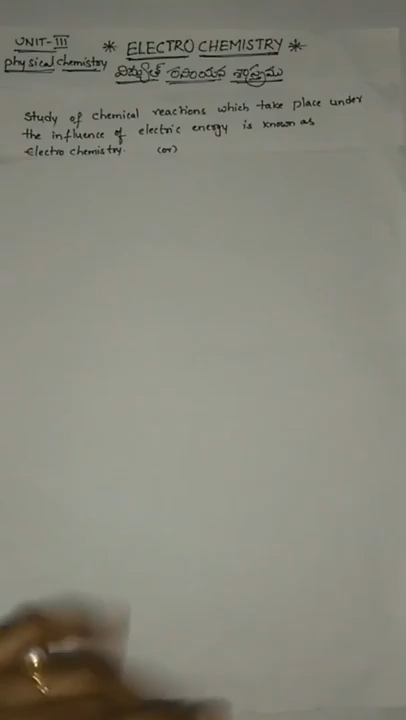 UNIT-III
* ELECTRO CHEMISTRY *
physical chemistry
విద్యుత్ రసాయన శాస్త్రము
Study of chemical reactions which take place under
the influence of electric energy is known as
Electro chemistry. (or)